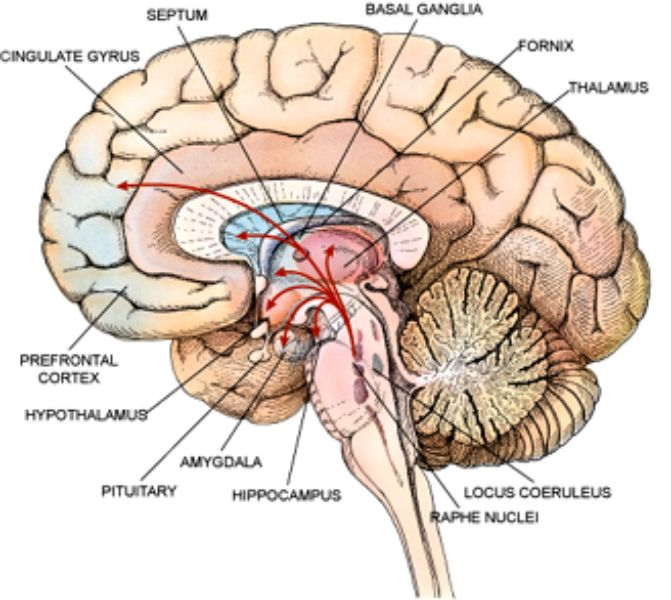 BASAL GANGLIA
SEPTUM
FORNIX
CINGULATE GYRUS
THALAMUS
PREFRONTAL
CORTEX
HYPOTHALAMUS
AMYGDALA
PITUITARY
HIPPOCAMPUS
LOCUS COERULEUS
RAPHE NUCLEI